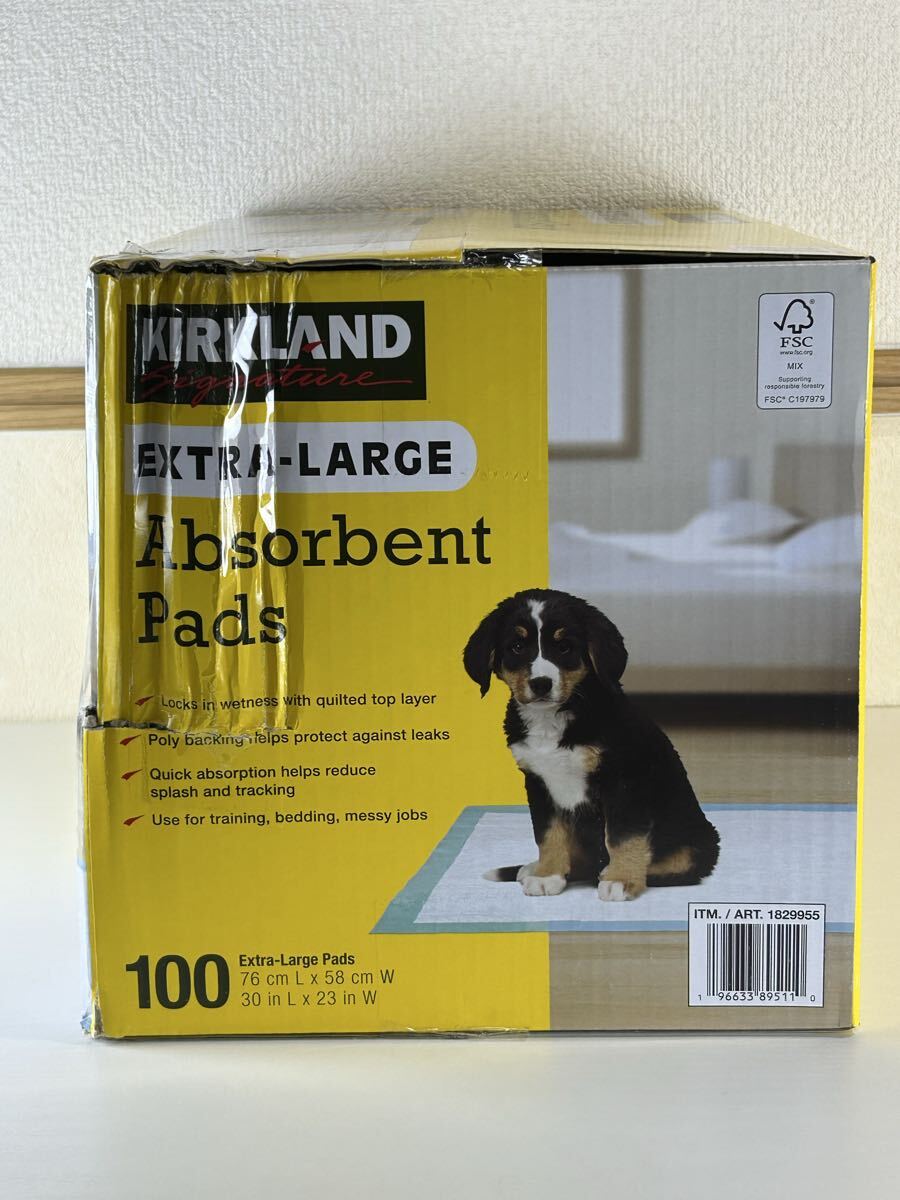 KIRKLAND
Signature
EXTRA-LARGE
Absorbent
Pads
Locks in wetness with quilted top layer
Poly backing helps protect against leaks
Quick absorption helps reduce
splash and tracking
Use for training, bedding, messy jobs
100
Extra-Large Pads
76 cm L x 58 cm W
30 in L x 23 in W
®
FSC
www.fsc.org
MIX
Supporting
responsible forestry
FSC® C197979
ITM. / ART. 1829955
1 96633 89511 0